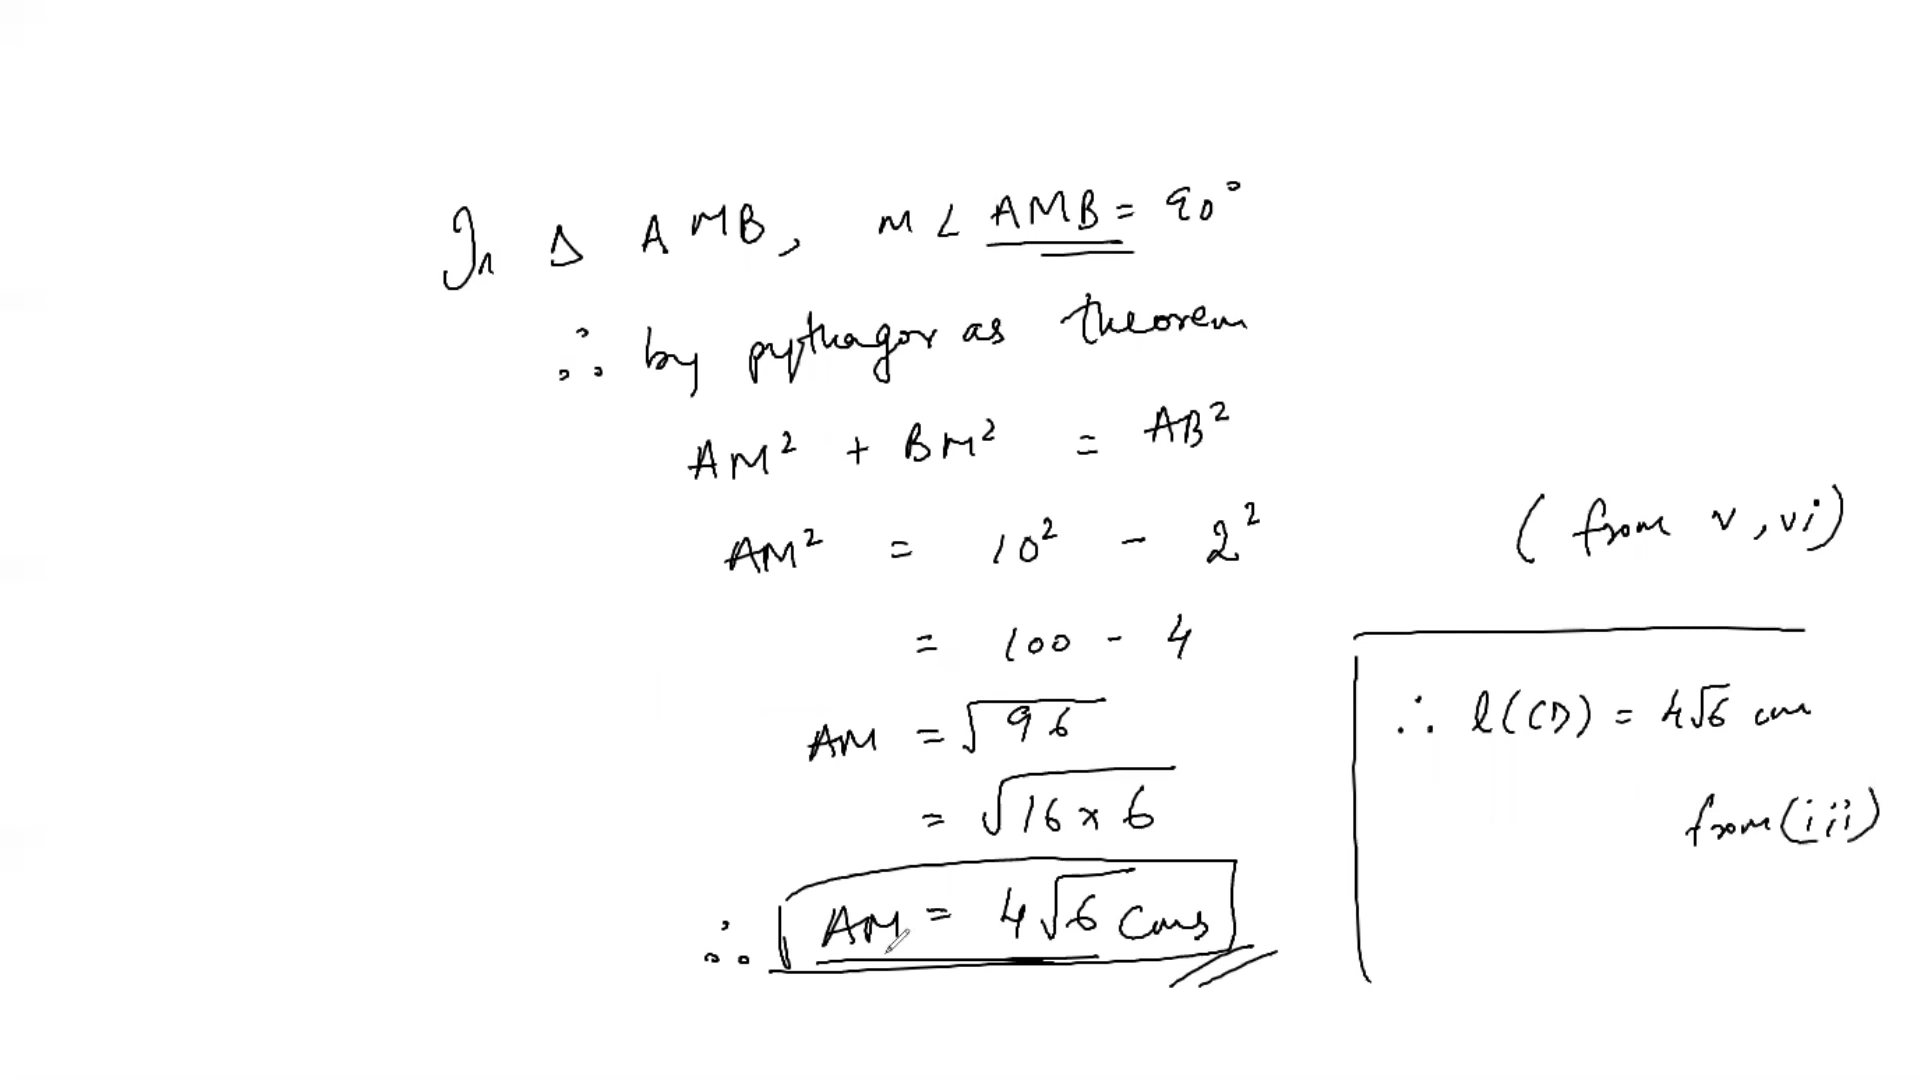 In Δ AMB, m∠AMB = 90°
∴ by pythagoras theorem
AM² + BM² = AB²
AM² = 10² - 2² (from v, vi)
= 100 - 4
AM = √96
= √16 × 6
∴ AM = 4√6 cms
∴ l(CD) = 4√6 cm
from (iii)